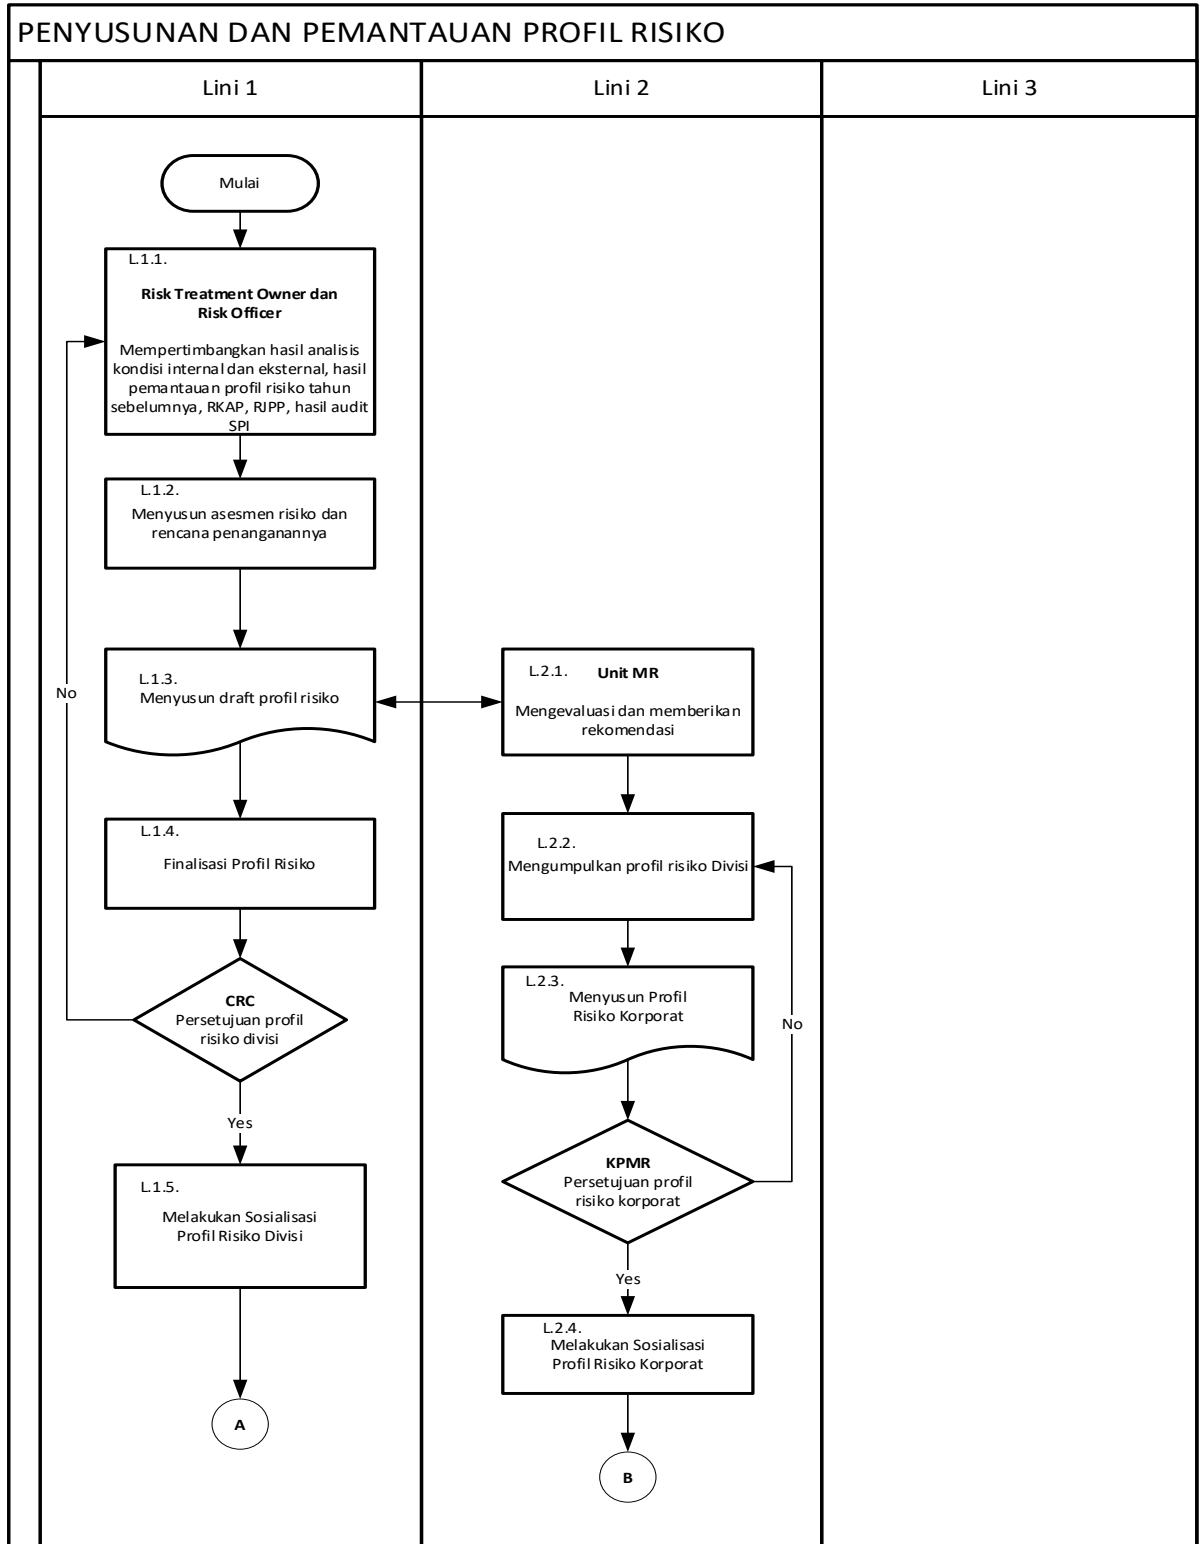 PENYUSUNAN DAN PEMANTAUAN PROFIL RISIKO
Lini 1
Lini 2
Lini 3
Mulai
L.1.1.
Risk Treatment Owner dan
Risk Officer
Mempertimbangkan hasil analisis
kondisi internal dan eksternal, hasil
pemantauan profil risiko tahun
sebelumnya, RKAP, RJPP, hasil audit
SPI
L.1.2.
Menyusun asesmen risiko dan
rencana penanganannya
L.1.3.
Menyusun draft profil risiko
No
L.1.4.
Finalisasi Profil Risiko
CRC
Persetujuan profil
risiko divisi
Yes
L.1.5.
Melakukan Sosialisasi
Profil Risiko Divisi
A
L.2.1. Unit MR
Mengevaluasi dan memberikan
rekomendasi
L.2.2.
Mengumpulkan profil risiko Divisi
L.2.3.
Menyusun Profil
Risiko Korporat
No
KPMR
Persetujuan profil
risiko korporat
Yes
L.2.4.
Melakukan Sosialisasi
Profil Risiko Korporat
B